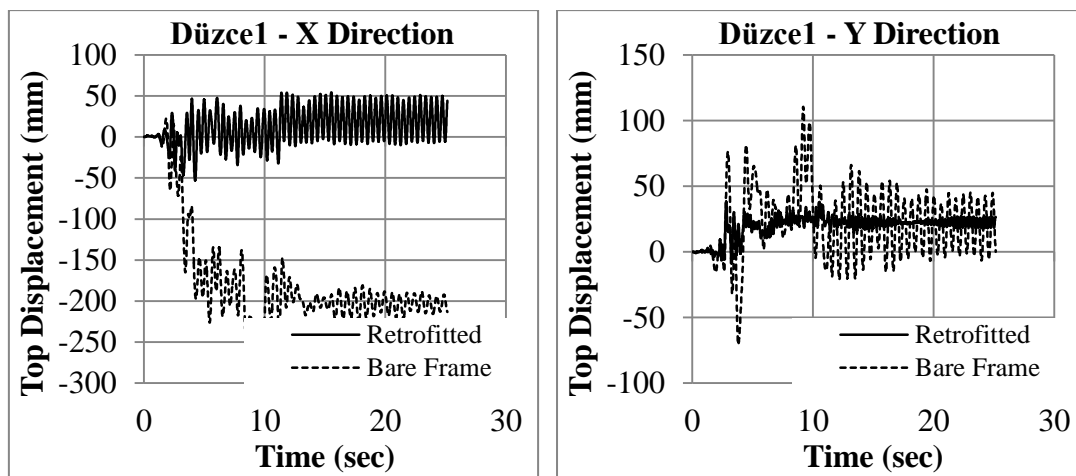 Düzce1 - X Direction
Top Displacement (mm)
100
50
0
-50
-100
-150
-200
-250
-300
Retrofitted
Bare Frame
0 10 20 30
Time (sec)
Düzce1 - Y Direction
Top Displacement (mm)
150
100
50
0
-50
-100
Retrofitted
Bare Frame
0 10 20 30
Time (sec)